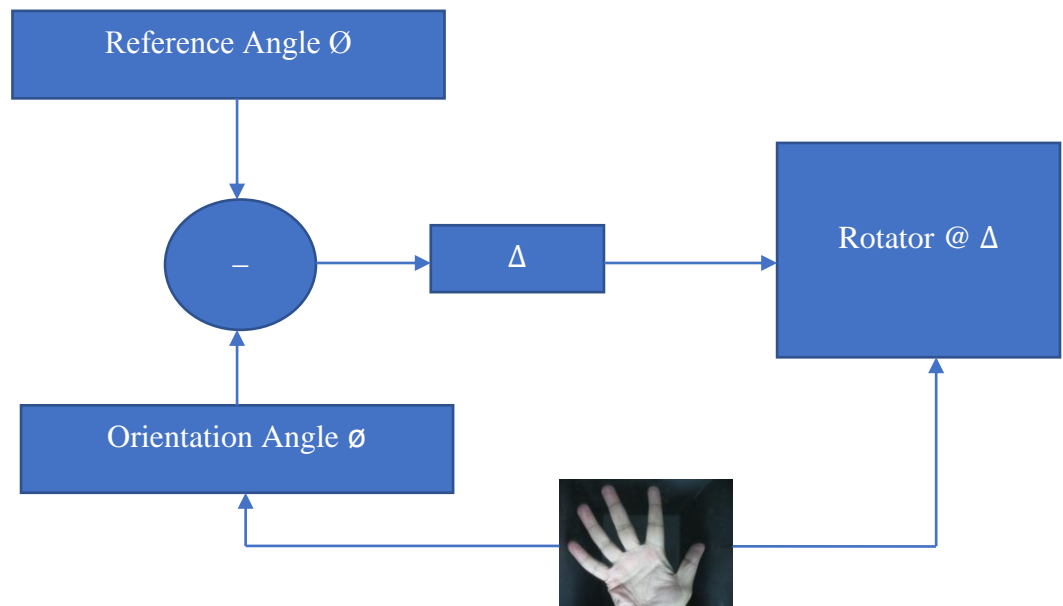 Reference Angle Ø
–
Δ
Rotator @ Δ
Orientation Angle ø